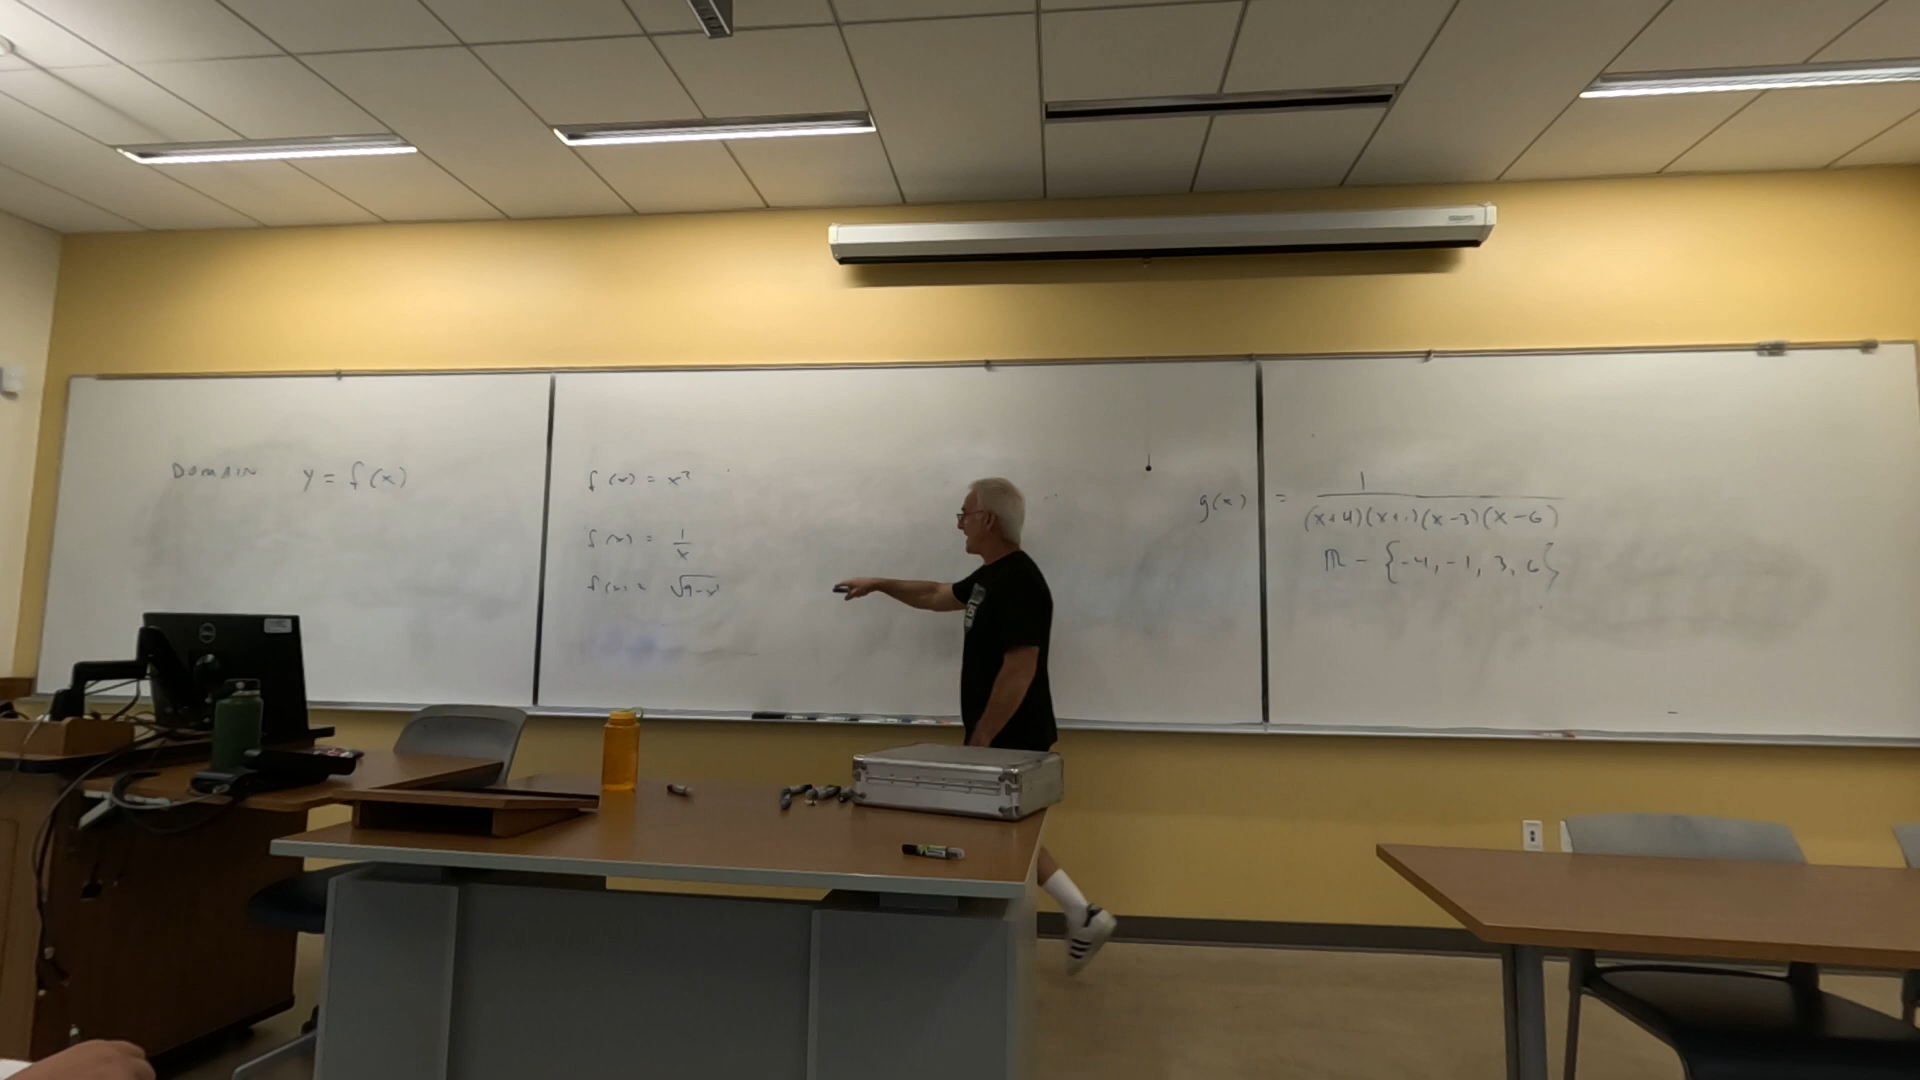 DOMAIN y = f(x)
f(x) = x²
f(x) = 1/x
f(x) = √9-x²
g(x) = 1/(x+4)(x+1)(x-3)(x-6)
ℝ - {-4, -1, 3, 6}